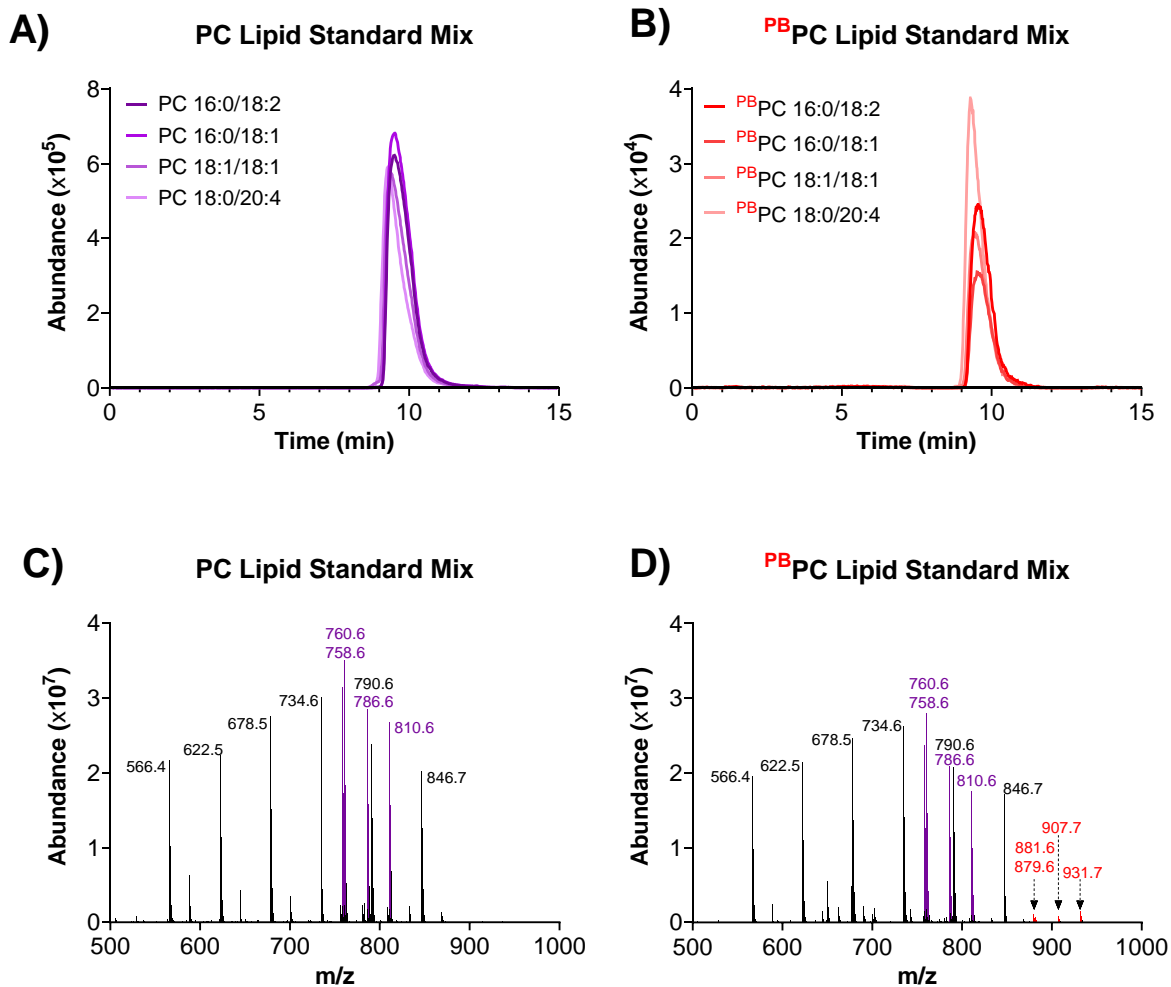 A)
PC Lipid Standard Mix
8
6
4
2
0
Abundance (x10⁵)
PC 16:0/18:2
PC 16:0/18:1
PC 18:1/18:1
PC 18:0/20:4
0 5 10 15
Time (min)
B)
PBPC Lipid Standard Mix
4
3
2
1
0
Abundance (x10⁴)
PBPC 16:0/18:2
PBPC 16:0/18:1
PBPC 18:1/18:1
PBPC 18:0/20:4
0 5 10 15
Time (min)
C)
PC Lipid Standard Mix
4
3
2
1
0
Abundance (x10⁷)
566.4
622.5
678.5
734.6
760.6
758.6
790.6
786.6
810.6
846.7
500 600 700 800 900 1000
m/z
D)
PBPC Lipid Standard Mix
4
3
2
1
0
Abundance (x10⁷)
566.4
622.5
678.5
734.6
760.6
758.6
790.6
786.6
810.6
846.7
881.6
879.6
907.7
931.7
500 600 700 800 900 1000
m/z